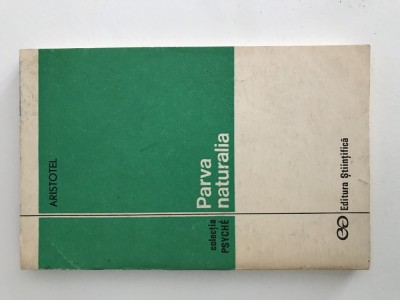 ARISTOTEL
Parva
naturalia
colecția
PSYCHÉ
Editura Științifică